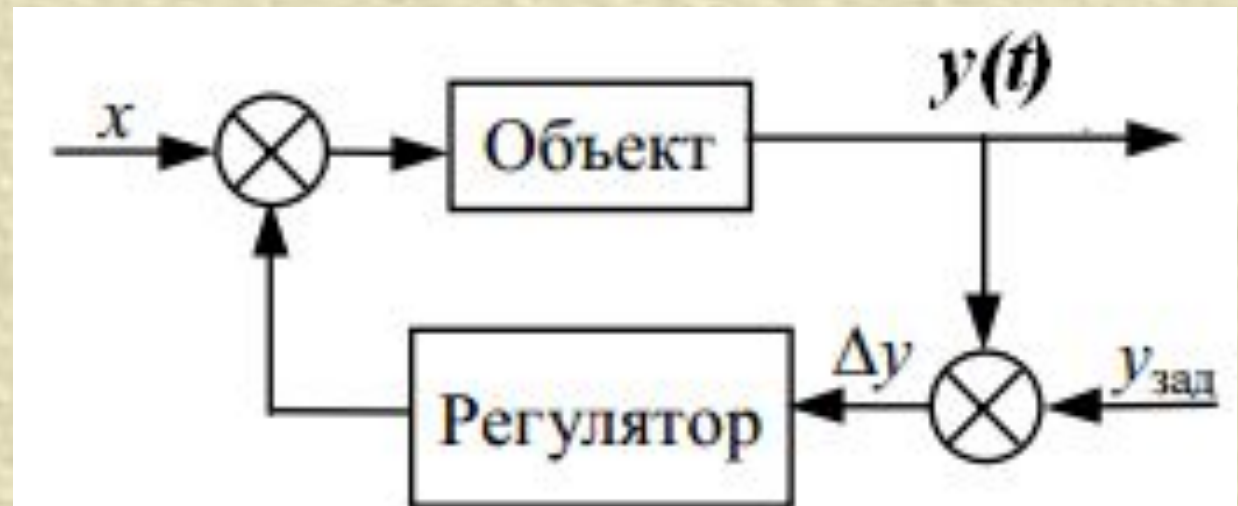 x
Объект
y(t)
Регулятор
Δy
yзад